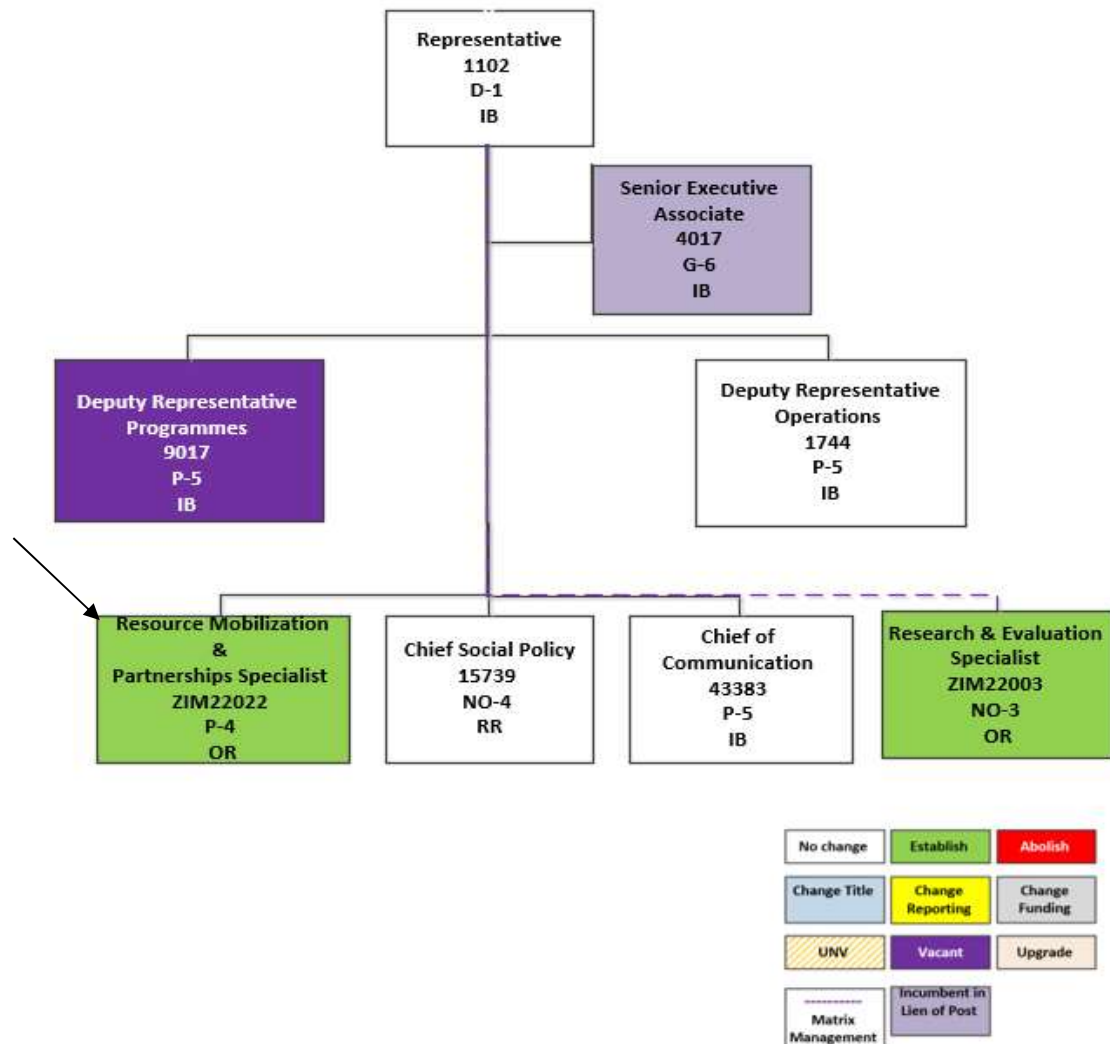 Representative
1102
D-1
IB
Senior Executive
Associate
4017
G-6
IB
Deputy Representative
Programmes
9017
P-5
IB
Deputy Representative
Operations
1744
P-5
IB
Resource Mobilization
&
Partnerships Specialist
ZIM22022
P-4
OR
Chief Social Policy
15739
NO-4
RR
Chief of
Communication
43383
P-5
IB
Research & Evaluation
Specialist
ZIM22003
NO-3
OR
No change
Establish
Abolish
Change Title
Change
Reporting
Change
Funding
UNV
Vacant
Upgrade
Matrix
Management
Incumbent in
Lien of Post